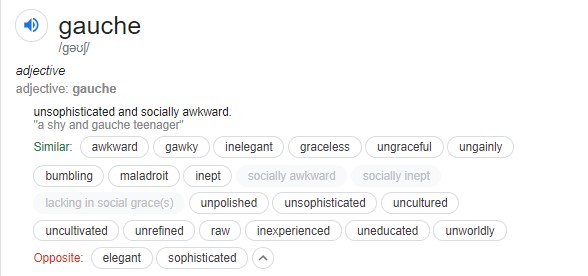 gauche
/ɡəʊʃ/
adjective
adjective: gauche
unsophisticated and socially awkward.
"a shy and gauche teenager"
Similar: awkward gawky inelegant graceless ungraceful ungainly
bumbling maladroit inept socially awkward socially inept
lacking in social grace(s) unpolished unsophisticated uncultured
uncultivated unrefined raw inexperienced uneducated unworldly
Opposite: elegant sophisticated